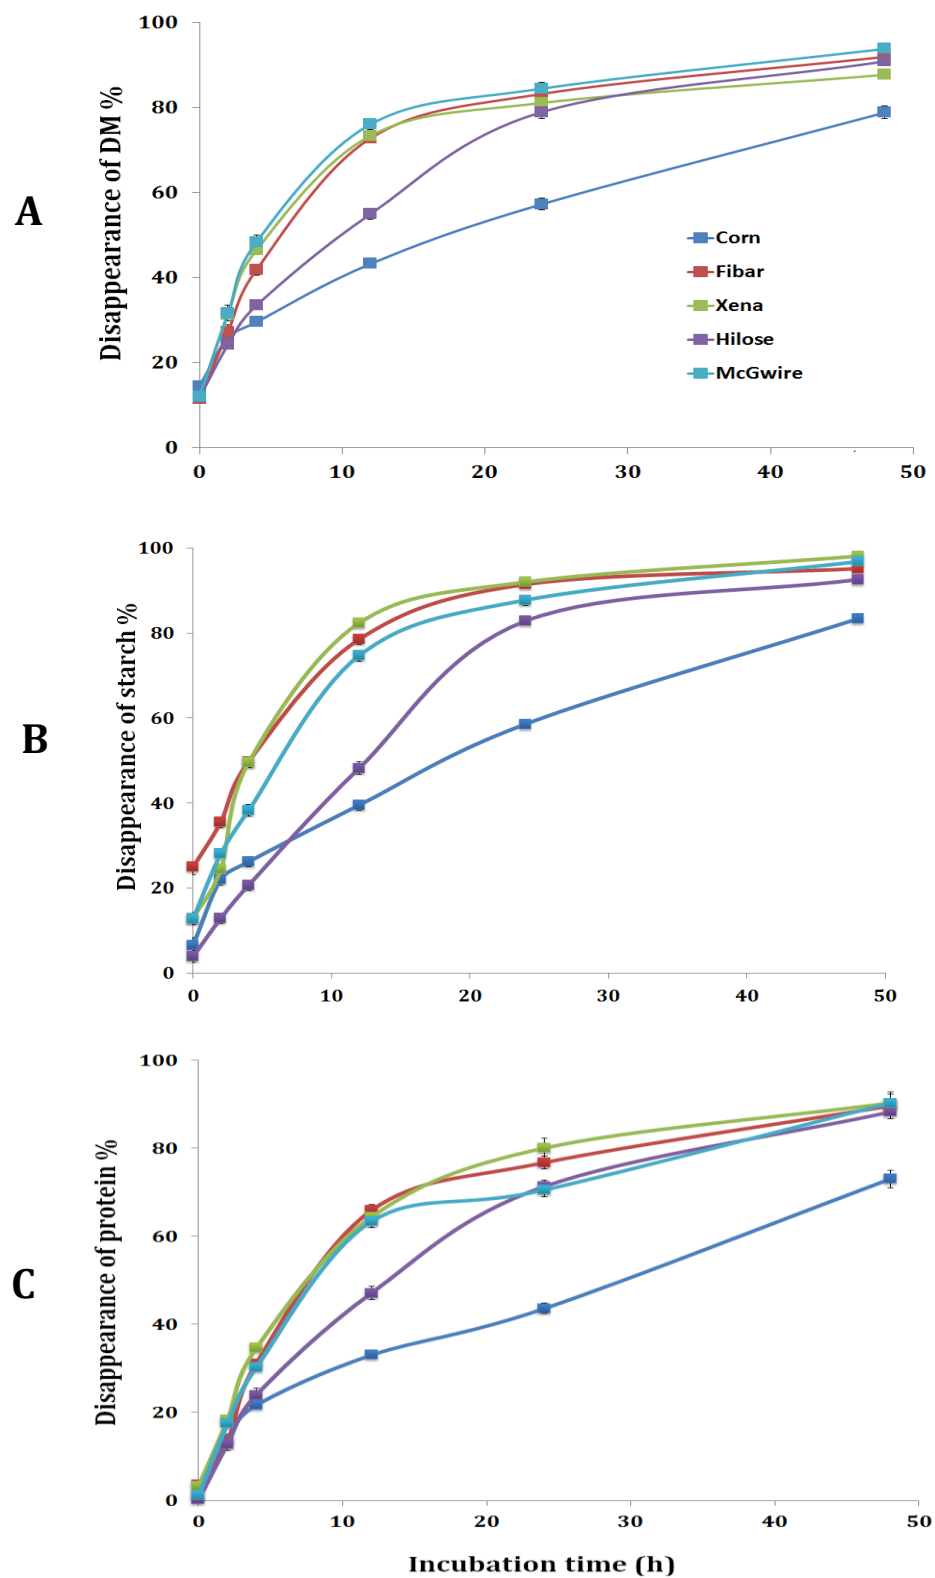 A
Disappearance of DM %
100
80
60
40
20
0
0 10 20 30 40 50
Corn
Fibar
Xena
Hilose
McGwire
B
Disappearance of starch %
100
80
60
40
20
0
0 10 20 30 40 50
C
Disappearance of protein %
100
80
60
40
20
0
0 10 20 30 40 50
Incubation time (h)